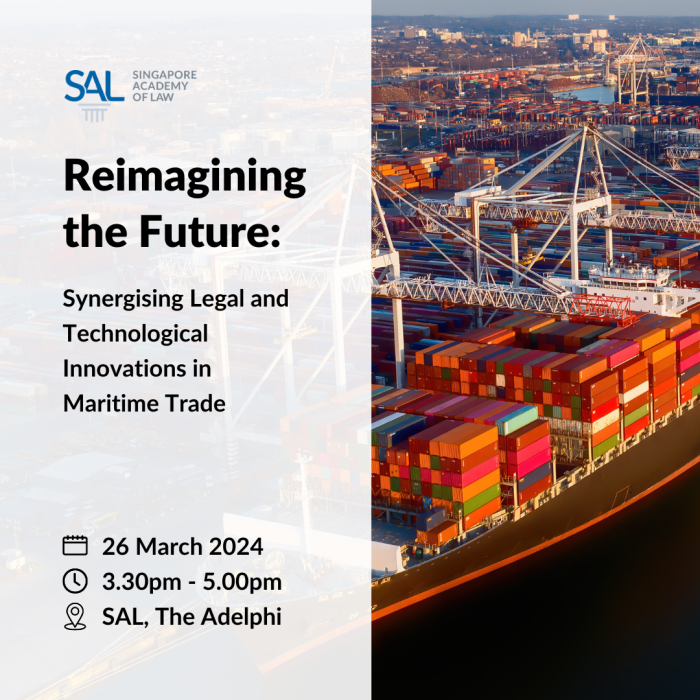 SAL
SINGAPORE
ACADEMY
OF LAW
Reimagining
the Future:
Synergising Legal and
Technological
Innovations in
Maritime Trade
26 March 2024
3.30pm - 5.00pm
SAL, The Adelphi